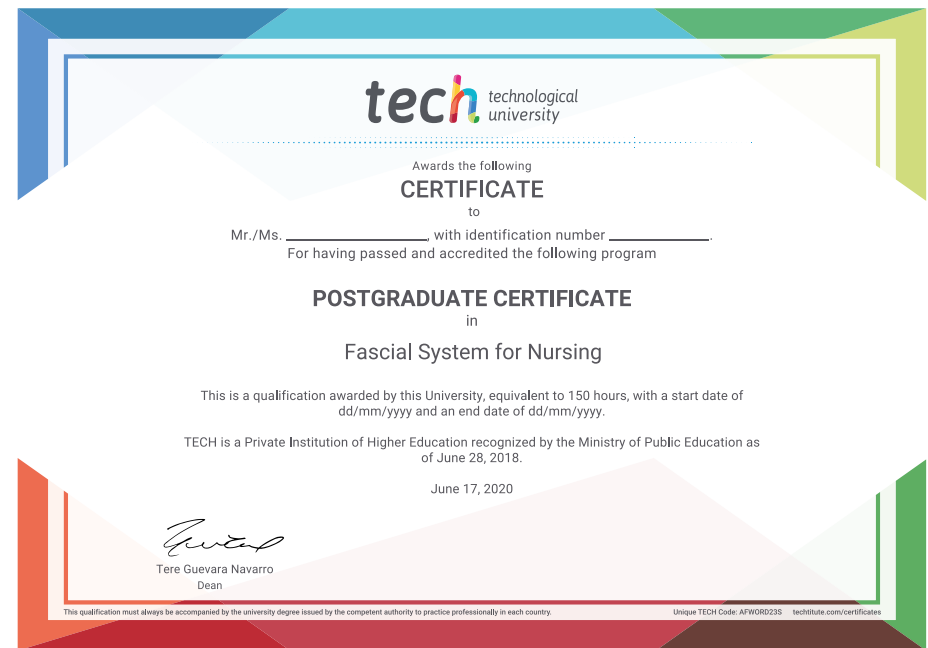 tech technological
university
Awards the following
CERTIFICATE
to
Mr./Ms. ____________________, with identification number ______________.
For having passed and accredited the following program
POSTGRADUATE CERTIFICATE
in
Fascial System for Nursing
This is a qualification awarded by this University, equivalent to 150 hours, with a start date of
dd/mm/yyyy and an end date of dd/mm/yyyy.
TECH is a Private Institution of Higher Education recognized by the Ministry of Public Education as
of June 28, 2018.
June 17, 2020
Tere Guevara Navarro
Dean
This qualification must always be accompanied by the university degree issued by the competent authority to practice professionally in each country.
Unique TECH Code: AFWORD23S techtitute.com/certificates